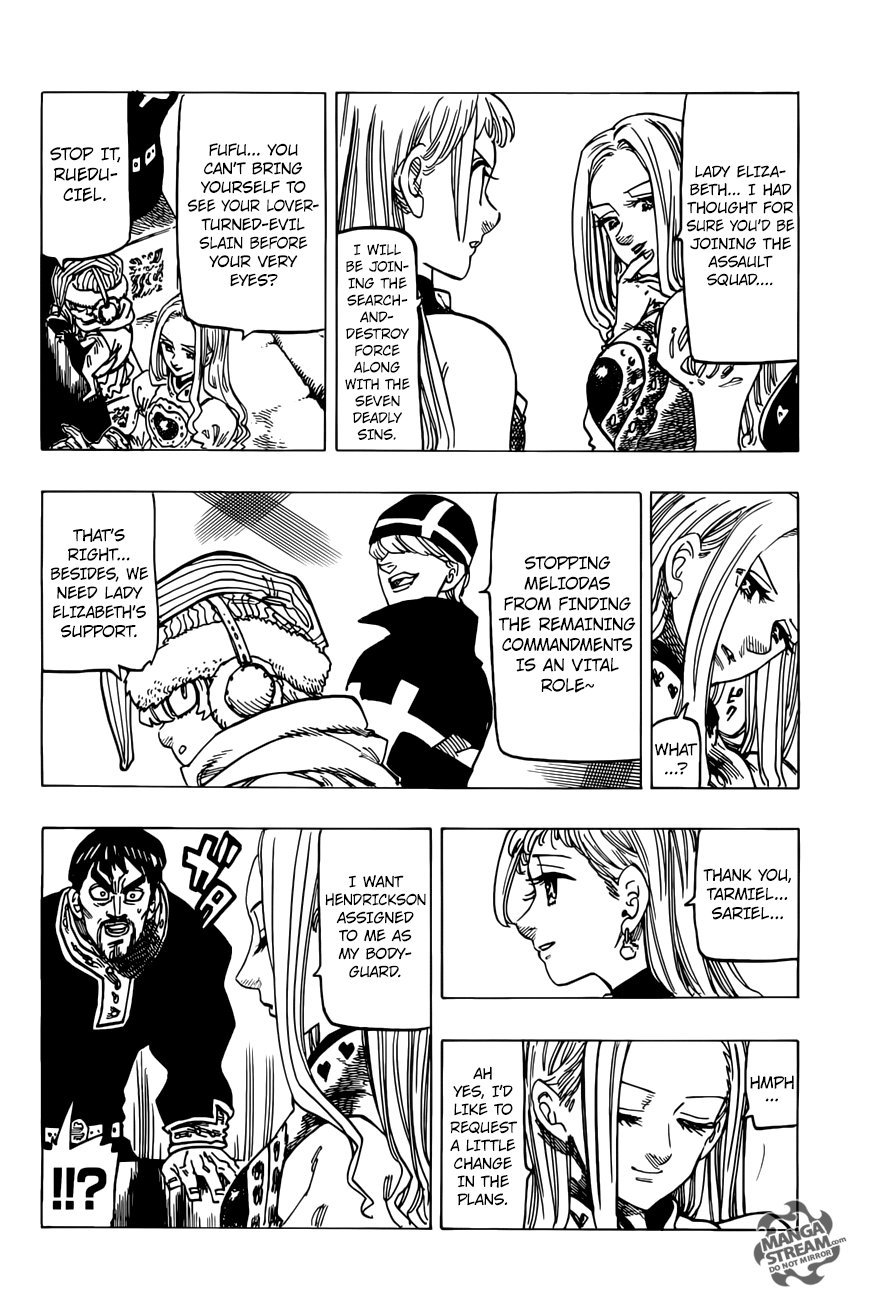 LADY ELIZA-
BETH... I HAD
THOUGHT FOR
SURE YOU'D BE
JOINING THE
ASSAULT
SQUAD....
I WILL
BE JOIN-
ING THE
SEARCH-
AND-
DESTROY
FORCE
ALONG
WITH THE
SEVEN
DEADLY
SINS.
FUFU... YOU
CAN'T BRING
YOURSELF TO
SEE YOUR LOVER-
TURNED-EVIL
SLAIN BEFORE
YOUR VERY
EYES?
STOP IT,
RUEDU-
CIEL.
ピク
WHAT
...?
STOPPING
MELIODAS
FROM FINDING
THE REMAINING
COMMANDMENTS
IS AN VITAL
ROLE~
THAT'S
RIGHT...
BESIDES, WE
NEED LADY
ELIZABETH'S
SUPPORT.
THANK YOU,
TARMIEL...
SARIEL...
HMPH
...
AH
YES, I'D
LIKE TO
REQUEST
A LITTLE
CHANGE
IN THE
PLANS.
I WANT
HENDRICKSON
ASSIGNED
TO ME AS
MY BODY-
GUARD.
ガタ
!!?
MANGA
STREAM.com
DO NOT MIRROR